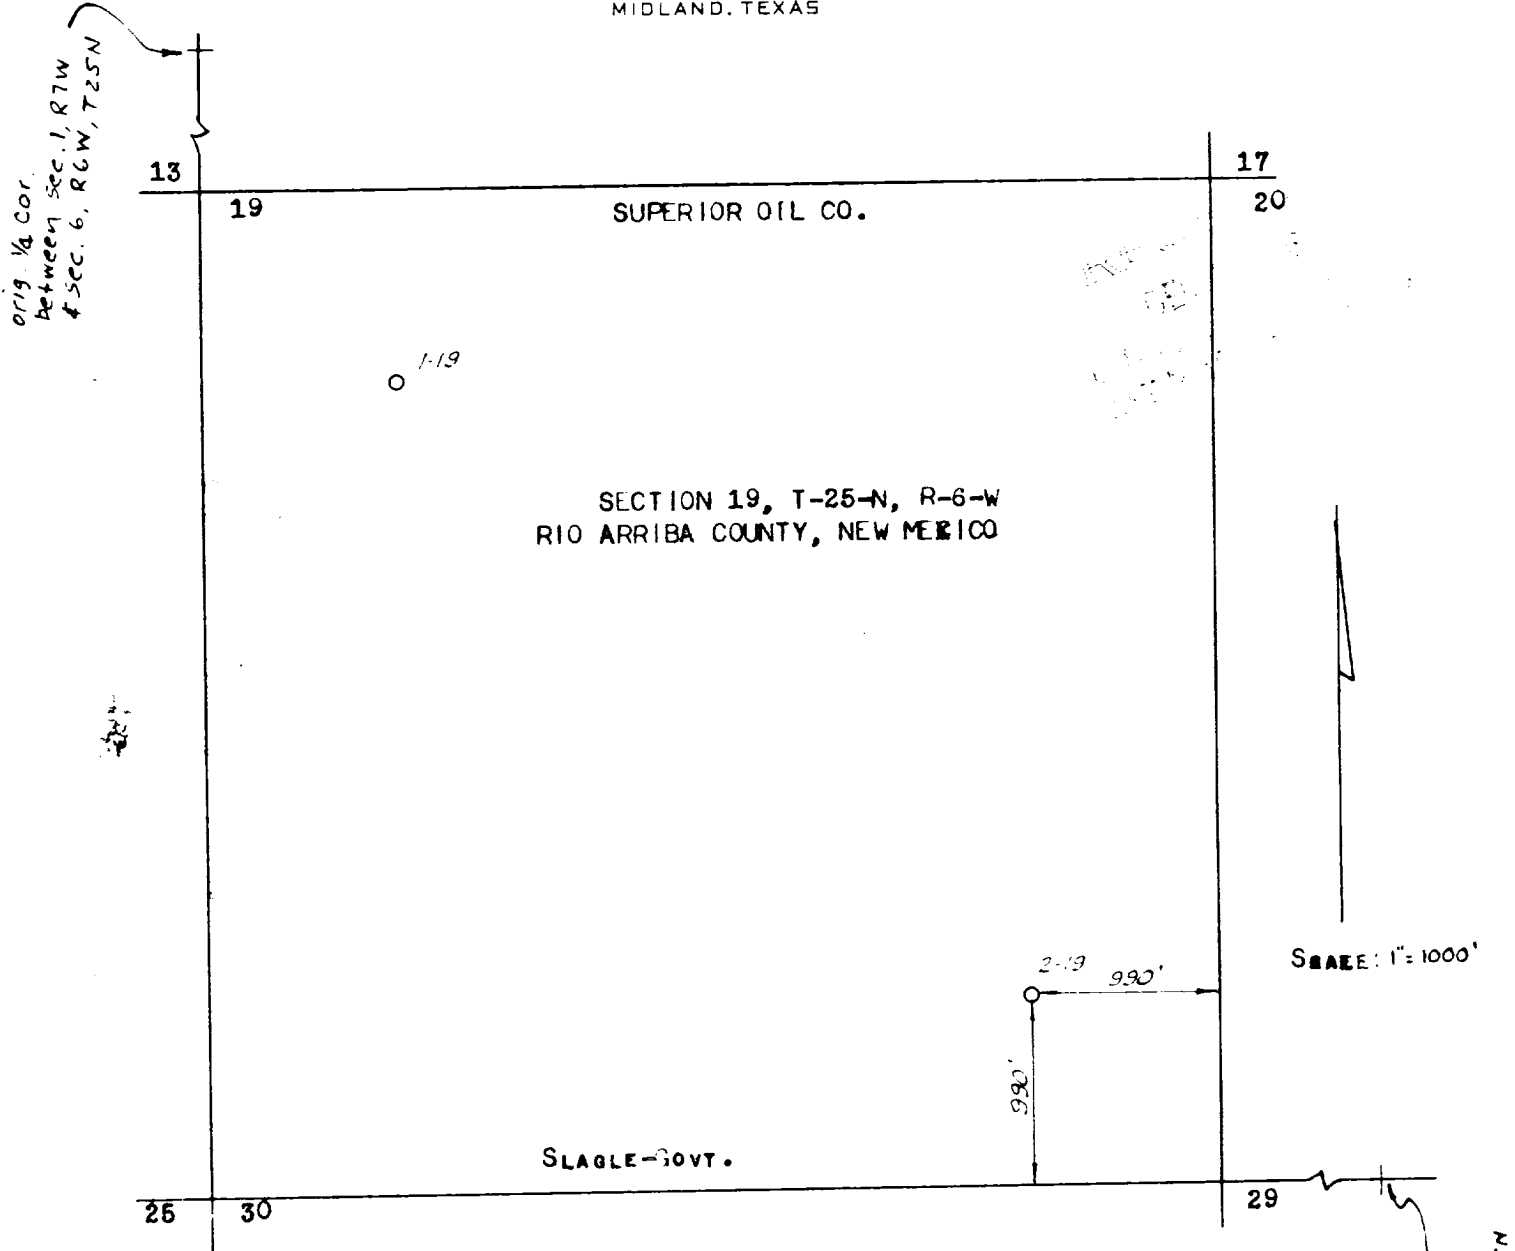 MIDLAND, TEXAS
orig. 1/4 Cor.
between Sec. 1, R7W
& Sec. 6, R6W, T25N
13
17
19
SUPERIOR OIL CO.
20
1-19
SECTION 19, T-25-N, R-6-W
RIO ARRIBA COUNTY, NEW MEXICO
2-19
990'
SCALE: 1"= 1000'
990'
SLAGLE-GOVT.
25
30
29
N